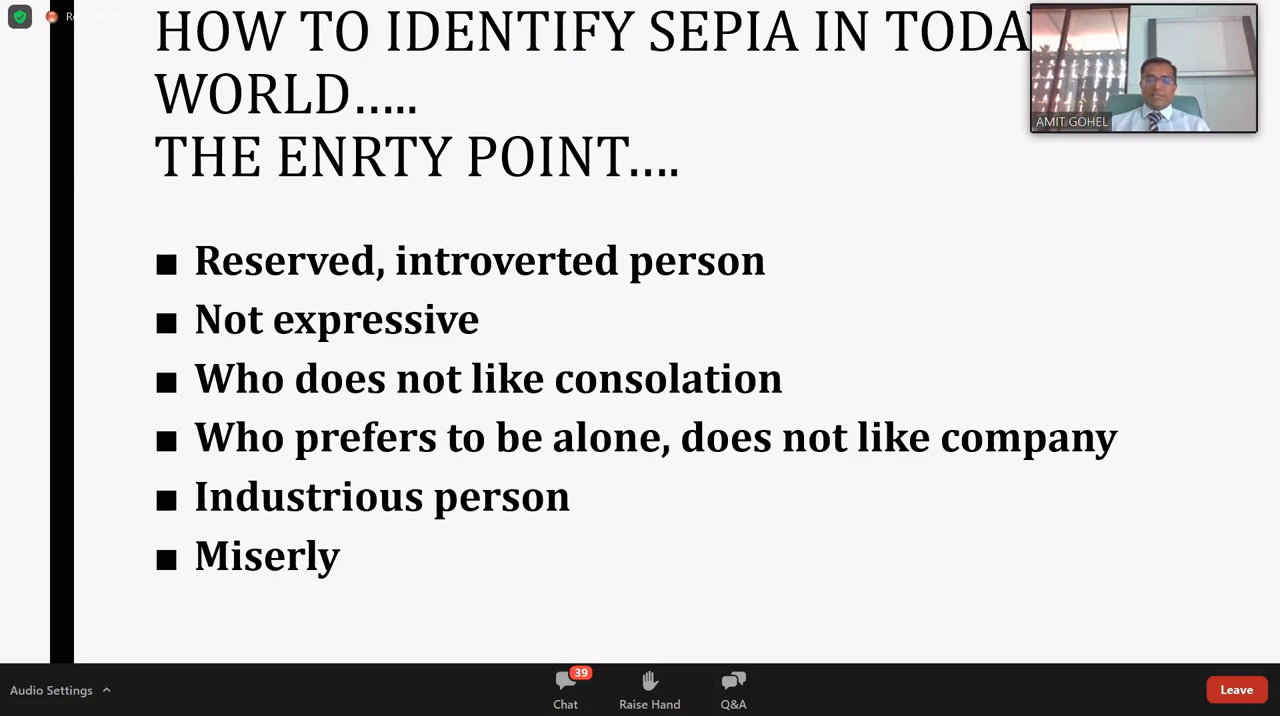 HOW TO IDENTIFY SEPIA IN TODA
WORLD.....
THE ENRTY POINT....
AMIT GOHEL
■ Reserved, introverted person
■ Not expressive
■ Who does not like consolation
■ Who prefers to be alone, does not like company
■ Industrious person
■ Miserly
Audio Settings
39
Chat
Raise Hand
Q&A
Leave